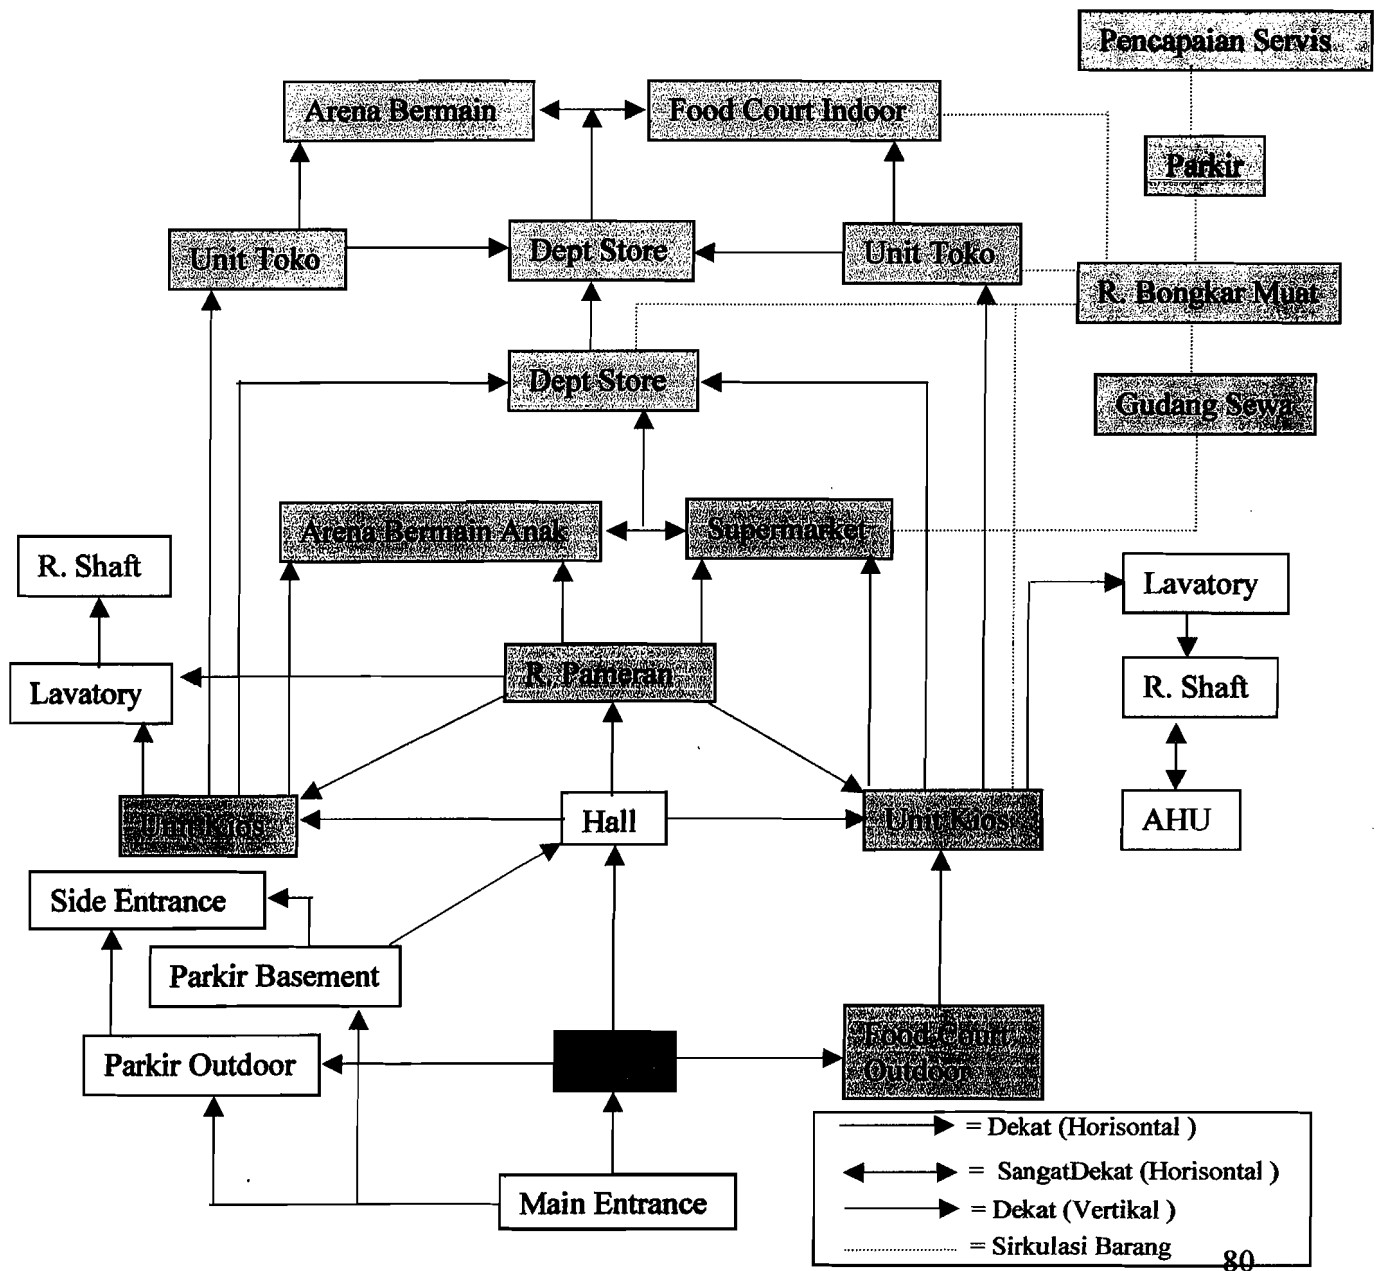 Pencapaian Servis
Arena Bermain
Food Court Indoor
Parkir
Unit Toko
Dept Store
Unit Toko
R. Bongkar Muat
Dept Store
Gudang Sewa
Arena Bermain Anak
Supermarket
R. Shaft
Lavatory
R. Pameran
Lavatory
R. Shaft
Unit Kios
Hall
Unit Kios
AHU
Side Entrance
Parkir Basement
Parkir Outdoor
Food Court
Outdoor
Main Entrance
= Dekat (Horisontal )
= SangatDekat (Horisontal )
= Dekat (Vertikal )
= Sirkulasi Barang
80